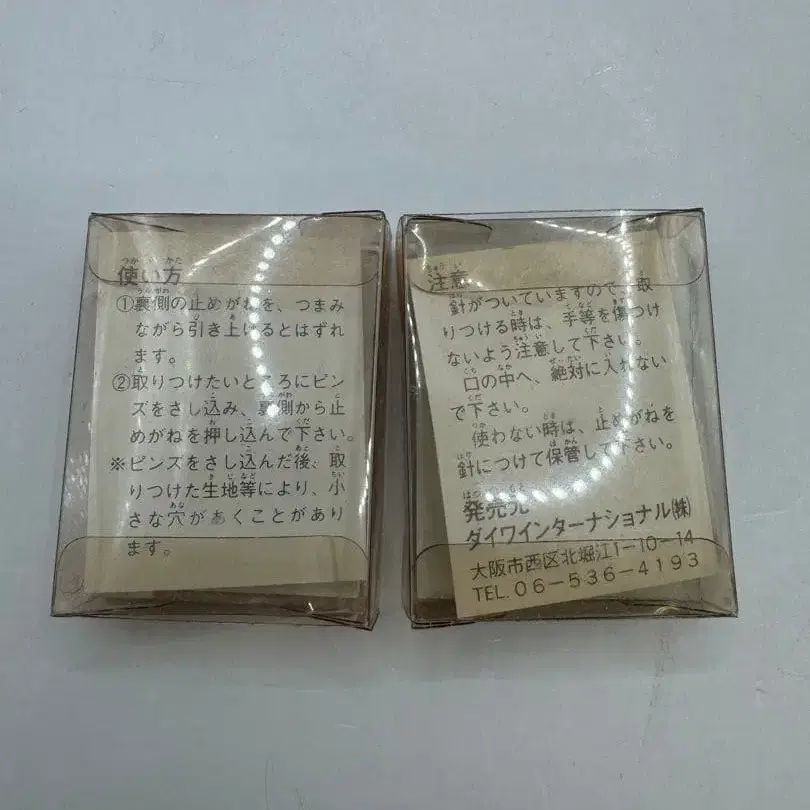 使い方
①裏側の止めがねを、つまみ
ながら引き上げるとはずれ
ます。
②取りつけたいところにピン
ズをさし込み、裏側から止
めがねを押し込んで下さい。
※ピンズをさし込んだ後、取
りつけた生地等により、小
さな穴があくことがあり
ます。
注意
針がついていますので、取
りつける時は、手等を傷つけ
ないよう注意して下さい。
口の中へ、絶対に入れない
で下さい。
使わない時は、止めがねを
針につけて保管して下さい。
発売元
ダイワインターナショナル㈱
大阪市西区北堀江1-10-14
TEL.06-536-4193